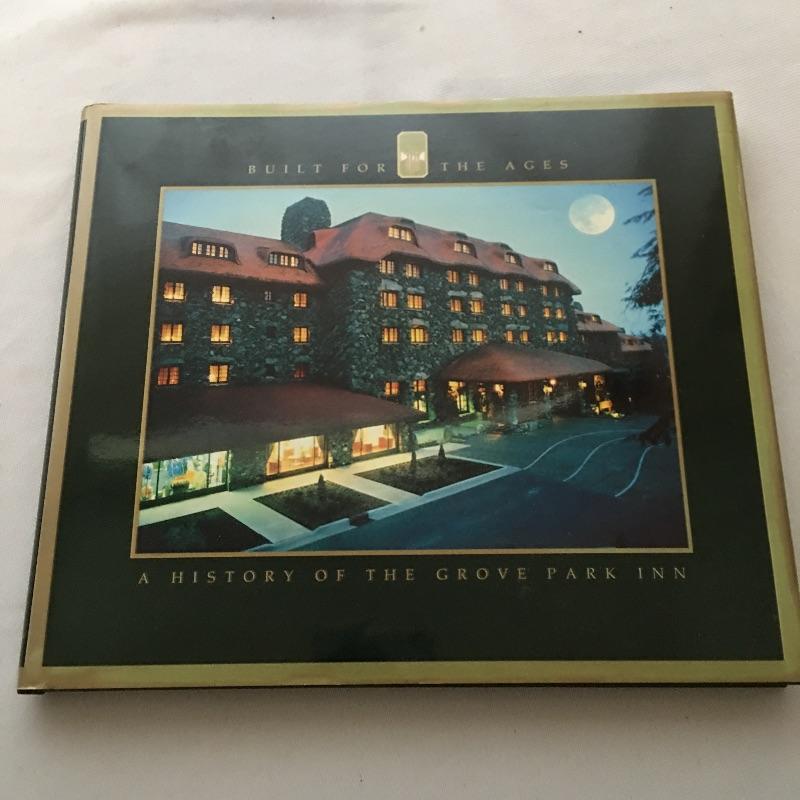 BUILT FOR THE AGES
A HISTORY OF THE GROVE PARK INN